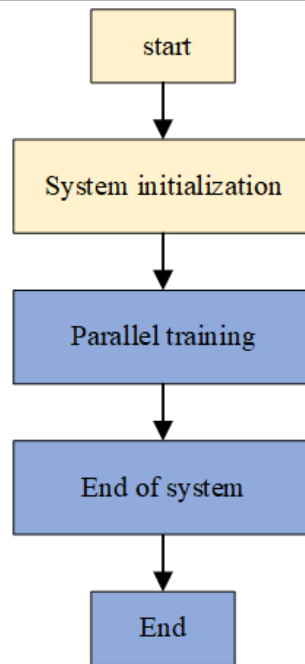 start
System initialization
Parallel training
End of system
End